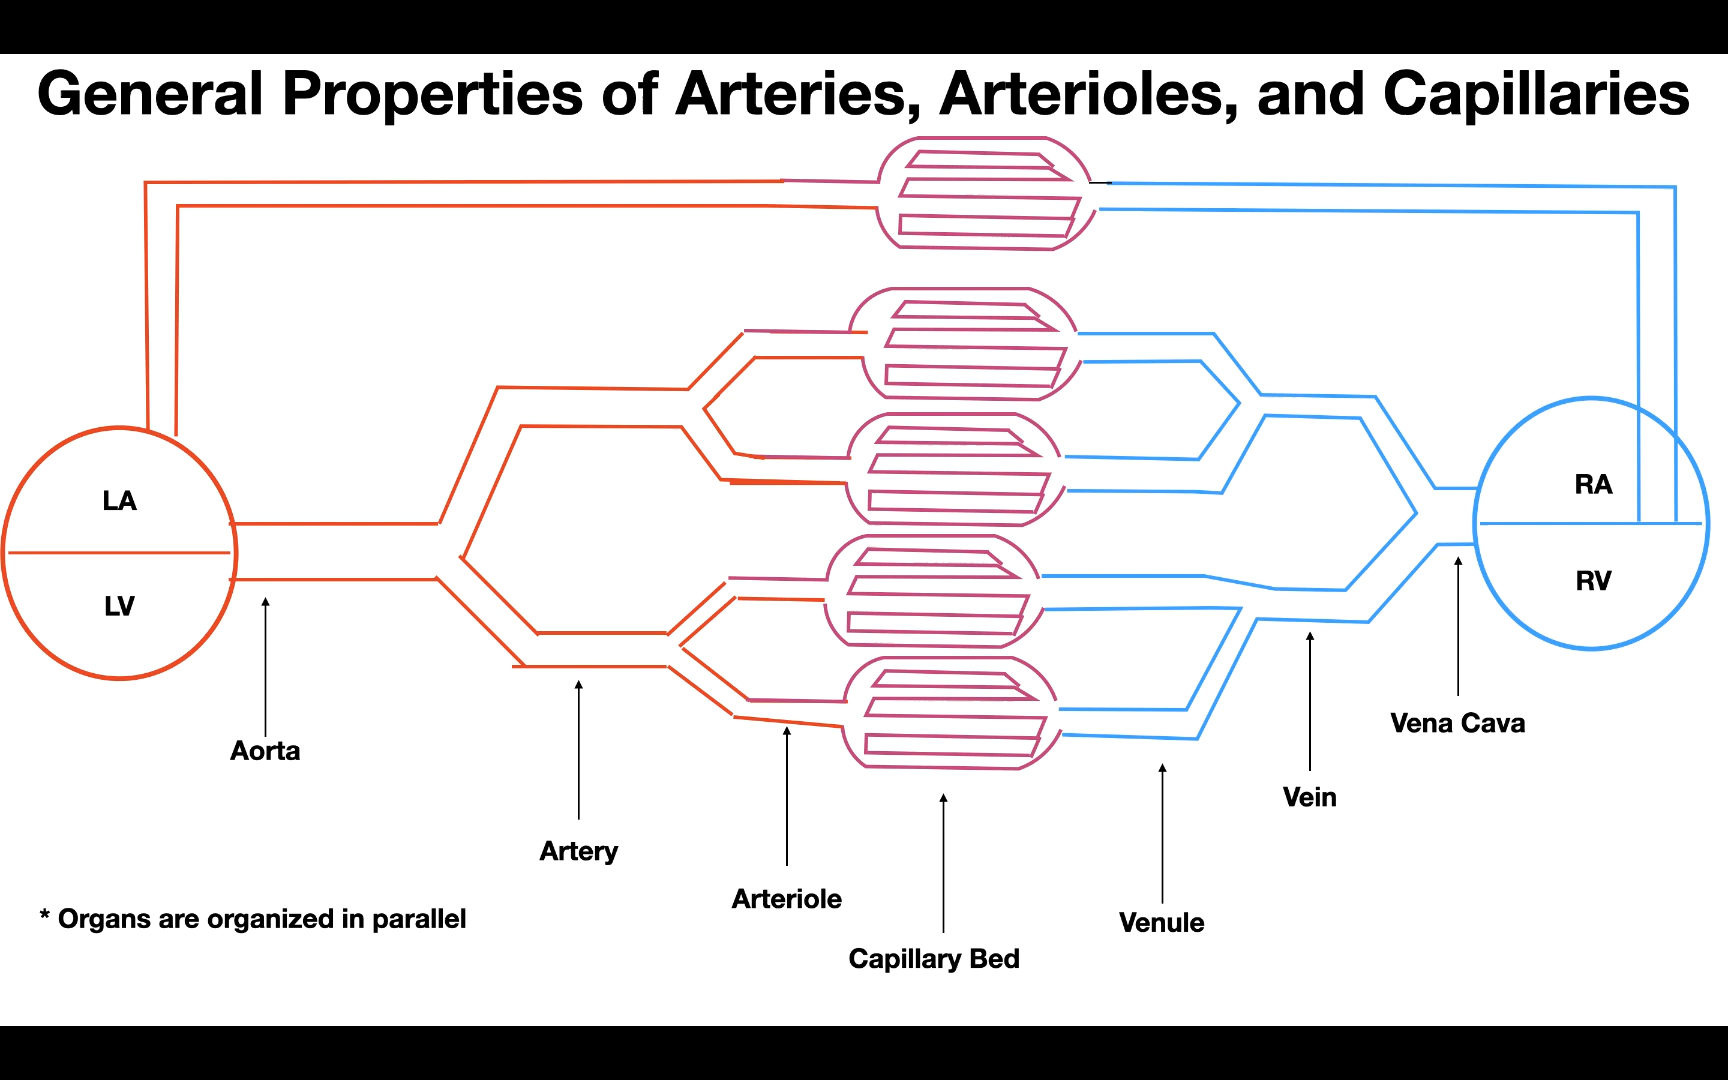 General Properties of Arteries, Arterioles, and Capillaries
LA
LV
RA
RV
Aorta
Artery
Arteriole
Capillary Bed
Venule
Vein
Vena Cava
* Organs are organized in parallel